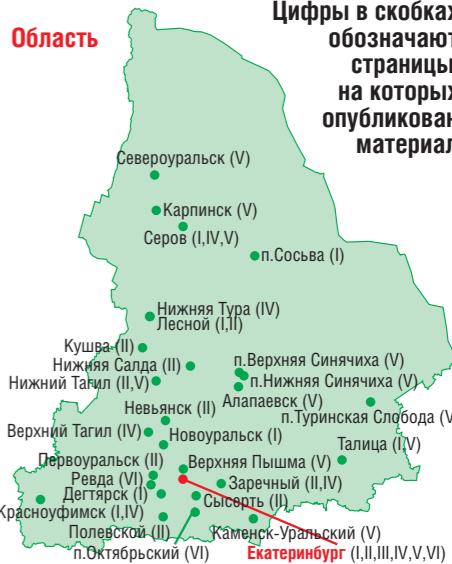 Область
Цифры в скобках
обозначают
страницы
на которых
опубликован
материал
Североуральск (V)
Карпинск (V)
Серов (I,IV,V)
п.Сосьва (I)
Нижняя Тура (IV)
Лесной (I,II)
Кушва (II)
Нижняя Салда (II)
Нижний Тагил (II,V)
п.Верхняя Синячиха (V)
п.Нижняя Синячиха (V)
Алапаевск (V)
п.Туринская Слобода (V
Невьянск (II)
Верхний Тагил (IV)
Новоуральск (I)
Талица (I,V)
Первоуральск (II)
Верхняя Пышма (V)
Ревда (VI)
Заречный (II,IV)
Дегтярск (I)
Сысерть (II)
Красноуфимск (I,IV)
Полевской (II)
Каменск-Уральский (V)
п.Октябрьский (VI)
Екатеринбург (I,II,III,IV,V,VI)